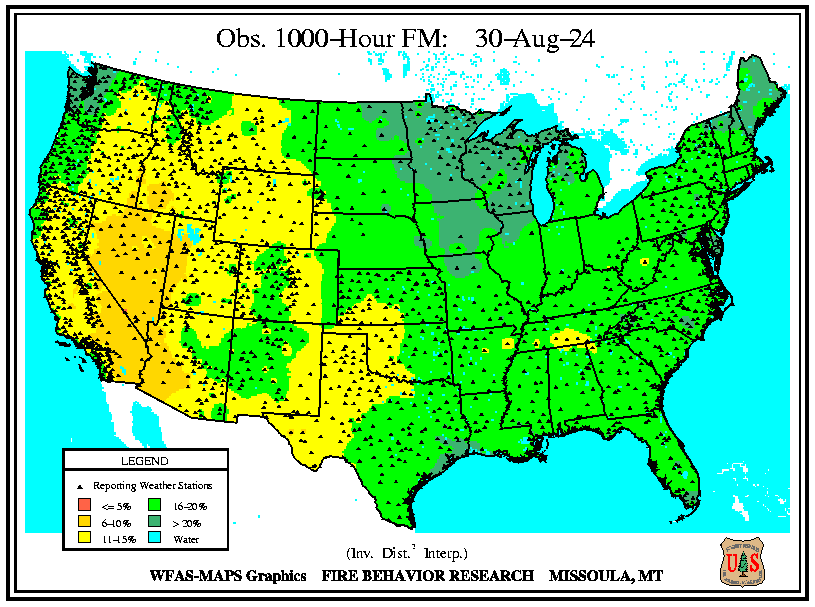 Obs. 1000-Hour FM: 30-Aug-24
LEGEND
Reporting Weather Stations
<= 5% 16-20%
6-10% > 20%
11-15% Water
(Inv. Dist.² Interp.)
WFAS-MAPS Graphics FIRE BEHAVIOR RESEARCH MISSOULA, MT
U S